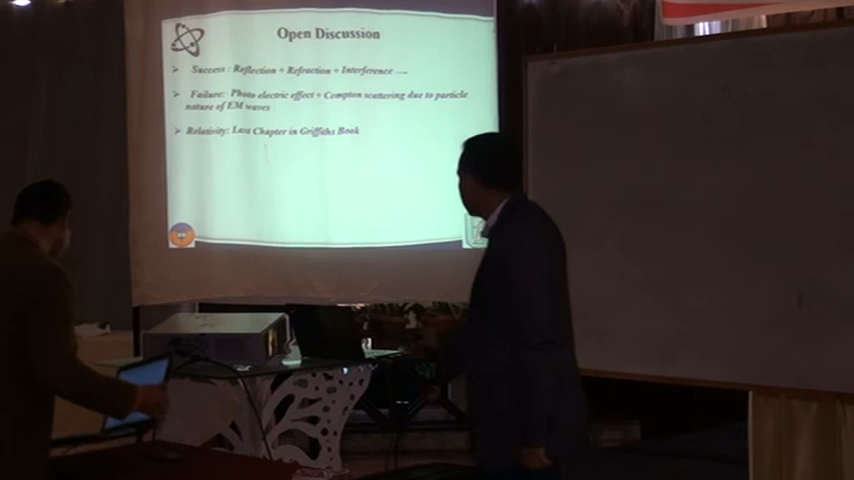 Open Discussion
➢ Success : Reflection + Refraction + Interference ....
➢ Failure: Photo electric effect + Compton scattering due to particle
nature of EM waves
➢ Relativity: Last Chapter in Griffiths Book